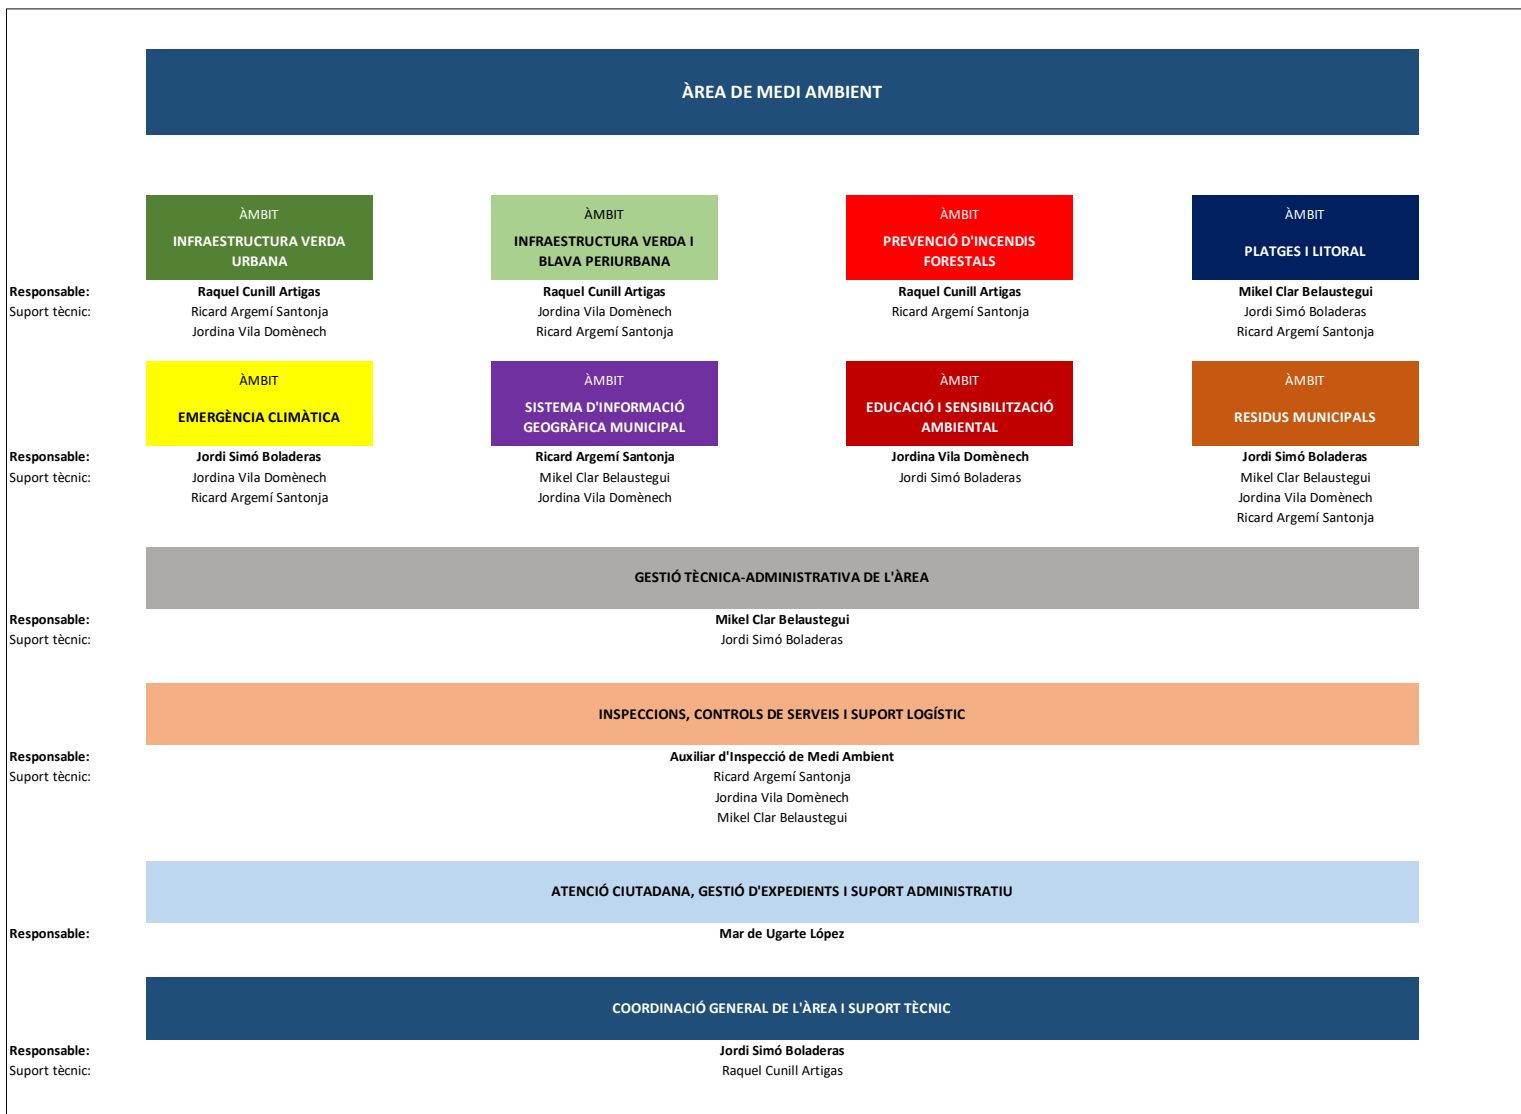 ÀREA DE MEDI AMBIENT
ÀMBIT
INFRAESTRUCTURA VERDA
URBANA
ÀMBIT
INFRAESTRUCTURA VERDA I
BLAVA PERIURBANA
ÀMBIT
PREVENCIÓ D'INCENDIS
FORESTALS
ÀMBIT
PLATGES I LITORAL
Responsable:
Raquel Cunill Artigas
Raquel Cunill Artigas
Raquel Cunill Artigas
Mikel Clar Belaustegui
Suport tècnic:
Ricard Argemí Santonja
Jordina Vila Domènech
Ricard Argemí Santonja
Jordi Simó Boladeras
Jordina Vila Domènech
Ricard Argemí Santonja
Ricard Argemí Santonja
ÀMBIT
EMERGÈNCIA CLIMÀTICA
ÀMBIT
SISTEMA D'INFORMACIÓ
GEOGRÀFICA MUNICIPAL
ÀMBIT
EDUCACIÓ I SENSIBILITZACIÓ
AMBIENTAL
ÀMBIT
RESIDUS MUNICIPALS
Responsable:
Jordi Simó Boladeras
Ricard Argemí Santonja
Jordina Vila Domènech
Jordi Simó Boladeras
Suport tècnic:
Jordina Vila Domènech
Mikel Clar Belaustegui
Jordi Simó Boladeras
Mikel Clar Belaustegui
Ricard Argemí Santonja
Jordina Vila Domènech
Jordina Vila Domènech
Ricard Argemí Santonja
GESTIÓ TÈCNICA-ADMINISTRATIVA DE L'ÀREA
Responsable:
Mikel Clar Belaustegui
Suport tècnic:
Jordi Simó Boladeras
INSPECCIONS, CONTROLS DE SERVEIS I SUPORT LOGÍSTIC
Responsable:
Auxiliar d'Inspecció de Medi Ambient
Suport tècnic:
Ricard Argemí Santonja
Jordina Vila Domènech
Mikel Clar Belaustegui
ATENCIÓ CIUTADANA, GESTIÓ D'EXPEDIENTS I SUPORT ADMINISTRATIU
Responsable:
Mar de Ugarte López
COORDINACIÓ GENERAL DE L'ÀREA I SUPORT TÈCNIC
Responsable:
Jordi Simó Boladeras
Suport tècnic:
Raquel Cunill Artigas